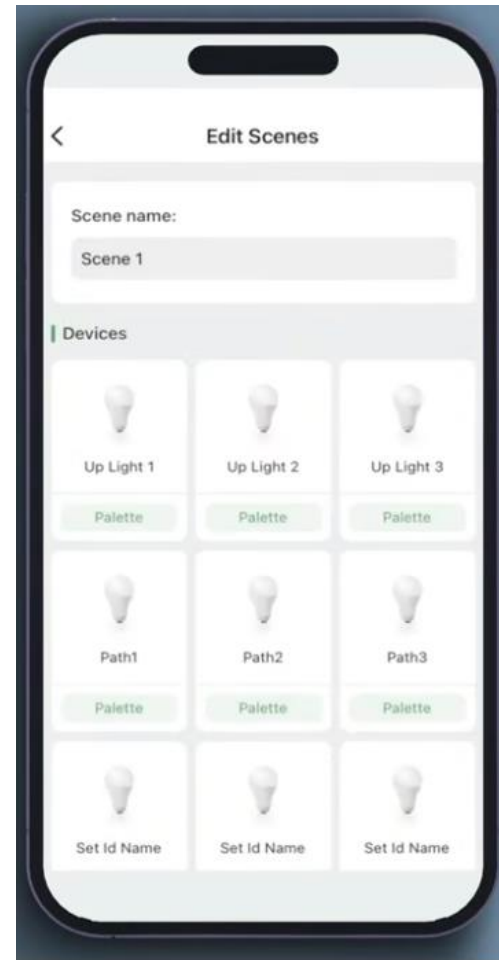 Edit Scenes
Scene name:
Scene 1
Devices
Up Light 1 Up Light 2 Up Light 3
Palette Palette Palette
Path1 Path2 Path3
Palette Palette Palette
Set Id Name Set Id Name Set Id Name